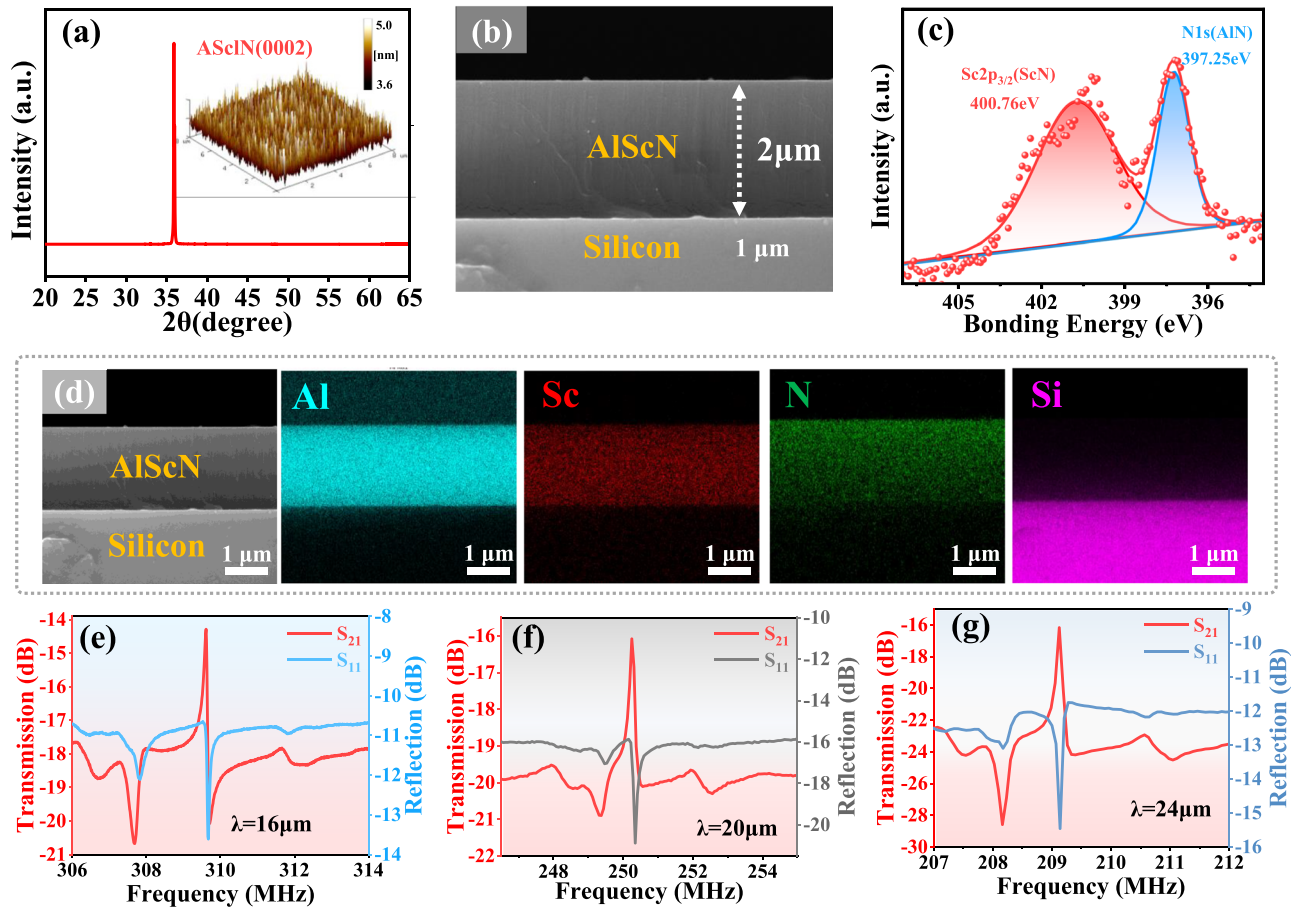 (a)
ASclN(0002)
5.0
[nm]
3.6
Intensity (a.u.)
20 25 30 35 40 45 50 55 60 65
2θ(degree)
(b)
AlScN
2μm
Silicon
1 μm
(c)
N1s(AlN)
397.25eV
Sc2p3/2(ScN)
400.76eV
Intensity (a.u.)
405 402 399 396
Bonding Energy (eV)
(d)
AlScN
Silicon
1 μm
Al
1 μm
Sc
1 μm
N
1 μm
Si
1 μm
(e)
S21
S11
-14
-15
-16
-17
-18
-19
-20
-21
Transmission (dB)
-8
-9
-10
-11
-12
-13
-14
Reflection (dB)
λ=16μm
306 308 310 312 314
Frequency (MHz)
(f)
S21
S11
-16
-17
-18
-19
-20
-21
-22
Transmission (dB)
-10
-12
-14
-16
-18
-20
Reflection (dB)
λ=20μm
248 250 252 254
Frequency (MHz)
(g)
S21
S11
-16
-18
-20
-22
-24
-26
-28
-30
Transmission (dB)
-9
-10
-11
-12
-13
-14
-15
-16
Reflection (dB)
λ=24μm
207 208 209 210 211 212
Frequency (MHz)